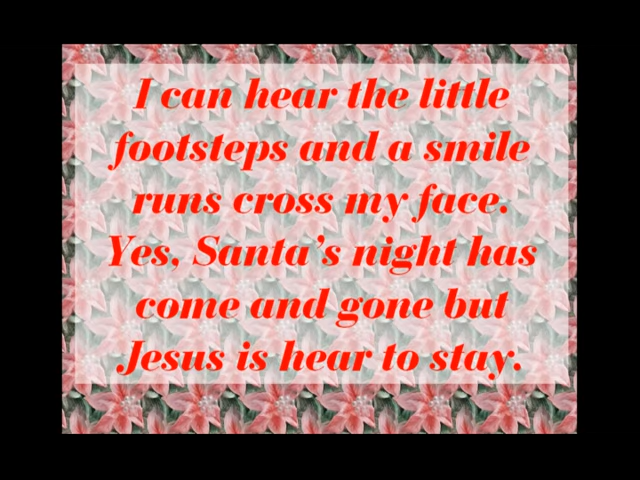 I can hear the little
footsteps and a smile
runs cross my face.
Yes, Santa's night has
come and gone but
Jesus is hear to stay.